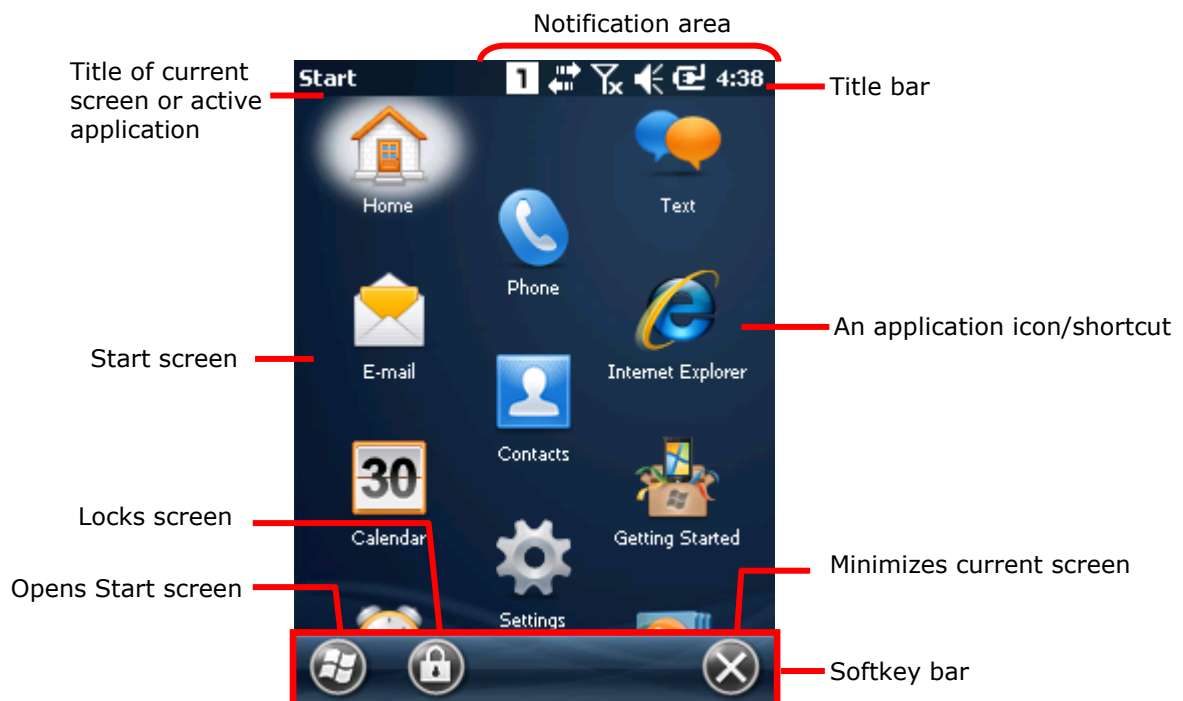 Notification area
Title of current
screen or active
application
Start
1
4:38
Title bar
Home
Text
Phone
An application icon/shortcut
Start screen
E-mail
Internet Explorer
Contacts
30
Locks screen
Calendar
Getting Started
Minimizes current screen
Opens Start screen
Settings
Softkey bar